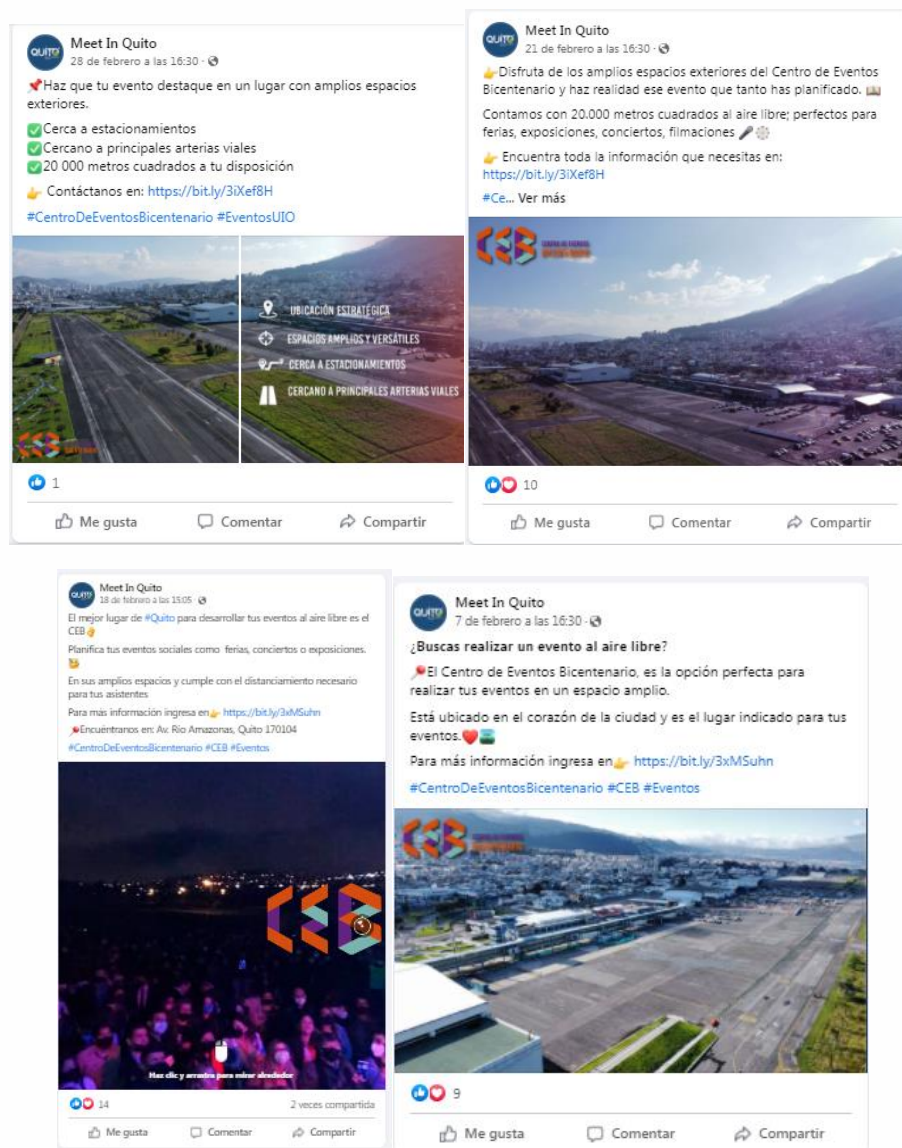 QUITO
Meet In Quito
28 de febrero a las 16:30 ·
📌Haz que tu evento destaque en un lugar con amplios espacios
exteriores.
✅Cerca a estacionamientos
✅Cercano a principales arterias viales
✅20 000 metros cuadrados a tu disposición
👉 Contáctanos en: https://bit.ly/3iXef8H
#CentroDeEventosBicentenario #EventosUIO
UBICACIÓN ESTRATÉGICA
ESPACIOS AMPLIOS Y VERSÁTILES
CERCA A ESTACIONAMIENTOS
CERCANO A PRINCIPALES ARTERIAS VIALES
CEB
1
Me gusta Comentar Compartir
QUITO
Meet In Quito
21 de febrero a las 16:30 ·
👉Disfruta de los amplios espacios exteriores del Centro de Eventos
Bicentenario y haz realidad ese evento que tanto has planificado. 📖
Contamos con 20.000 metros cuadrados al aire libre; perfectos para
ferias, exposiciones, conciertos, filmaciones 🎤🎡
👉 Encuentra toda la información que necesitas en:
https://bit.ly/3iXef8H
#Ce... Ver más
CEB
10
Me gusta Comentar Compartir
QUITO
Meet In Quito
18 de febrero a las 15:05 ·
El mejor lugar de #Quito para desarrollar tus eventos al aire libre es el
CEB👌
Planifica tus eventos sociales como ferias, conciertos o exposiciones.
En sus amplios espacios y cumple con el distanciamiento necesario
para tus asistentes
Para más información ingresa en👉 https://bit.ly/3xMSuhn
📍Encuéntranos en: Av. Río Amazonas, Quito 170104
#CentroDeEventosBicentenario #CEB #Eventos
CEB
Haz clic y arrastra para mirar alrededor
14 2 veces compartida
Me gusta Comentar Compartir
QUITO
Meet In Quito
7 de febrero a las 16:30 ·
¿Buscas realizar un evento al aire libre?
📍El Centro de Eventos Bicentenario, es la opción perfecta para
realizar tus eventos en un espacio amplio.
Está ubicado en el corazón de la ciudad y es el lugar indicado para tus
eventos.❤️
Para más información ingresa en👉 https://bit.ly/3xMSuhn
#CentroDeEventosBicentenario #CEB #Eventos
CEB
9
Me gusta Comentar Compartir